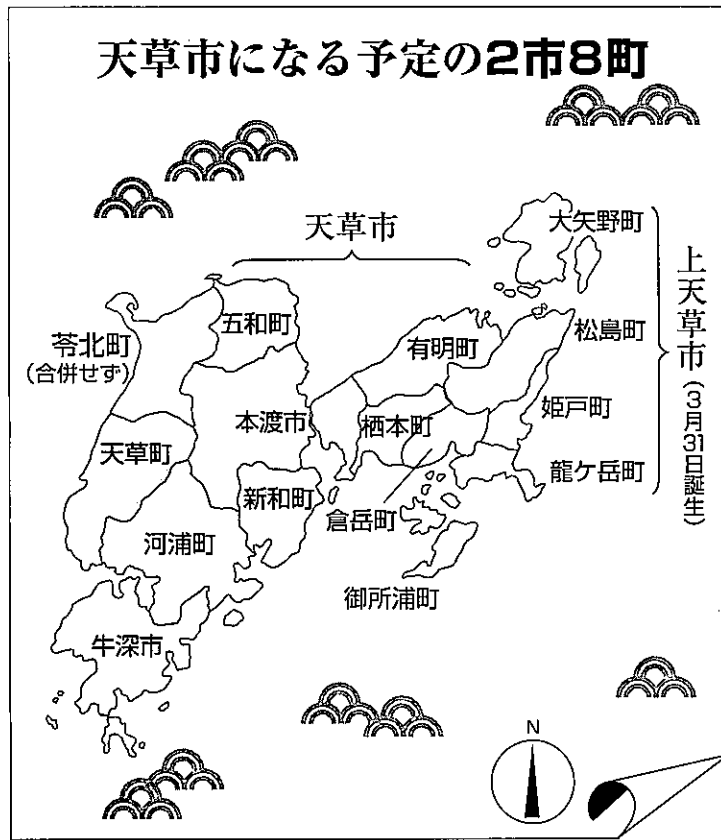 天草市になる予定の2市8町
天草市
大矢野町
上天草市(3月31日誕生)
五和町
苓北町
(合併せず)
有明町
松島町
本渡市
栖本町
姫戸町
天草町
龍ケ岳町
新和町
倉岳町
河浦町
御所浦町
牛深市
N